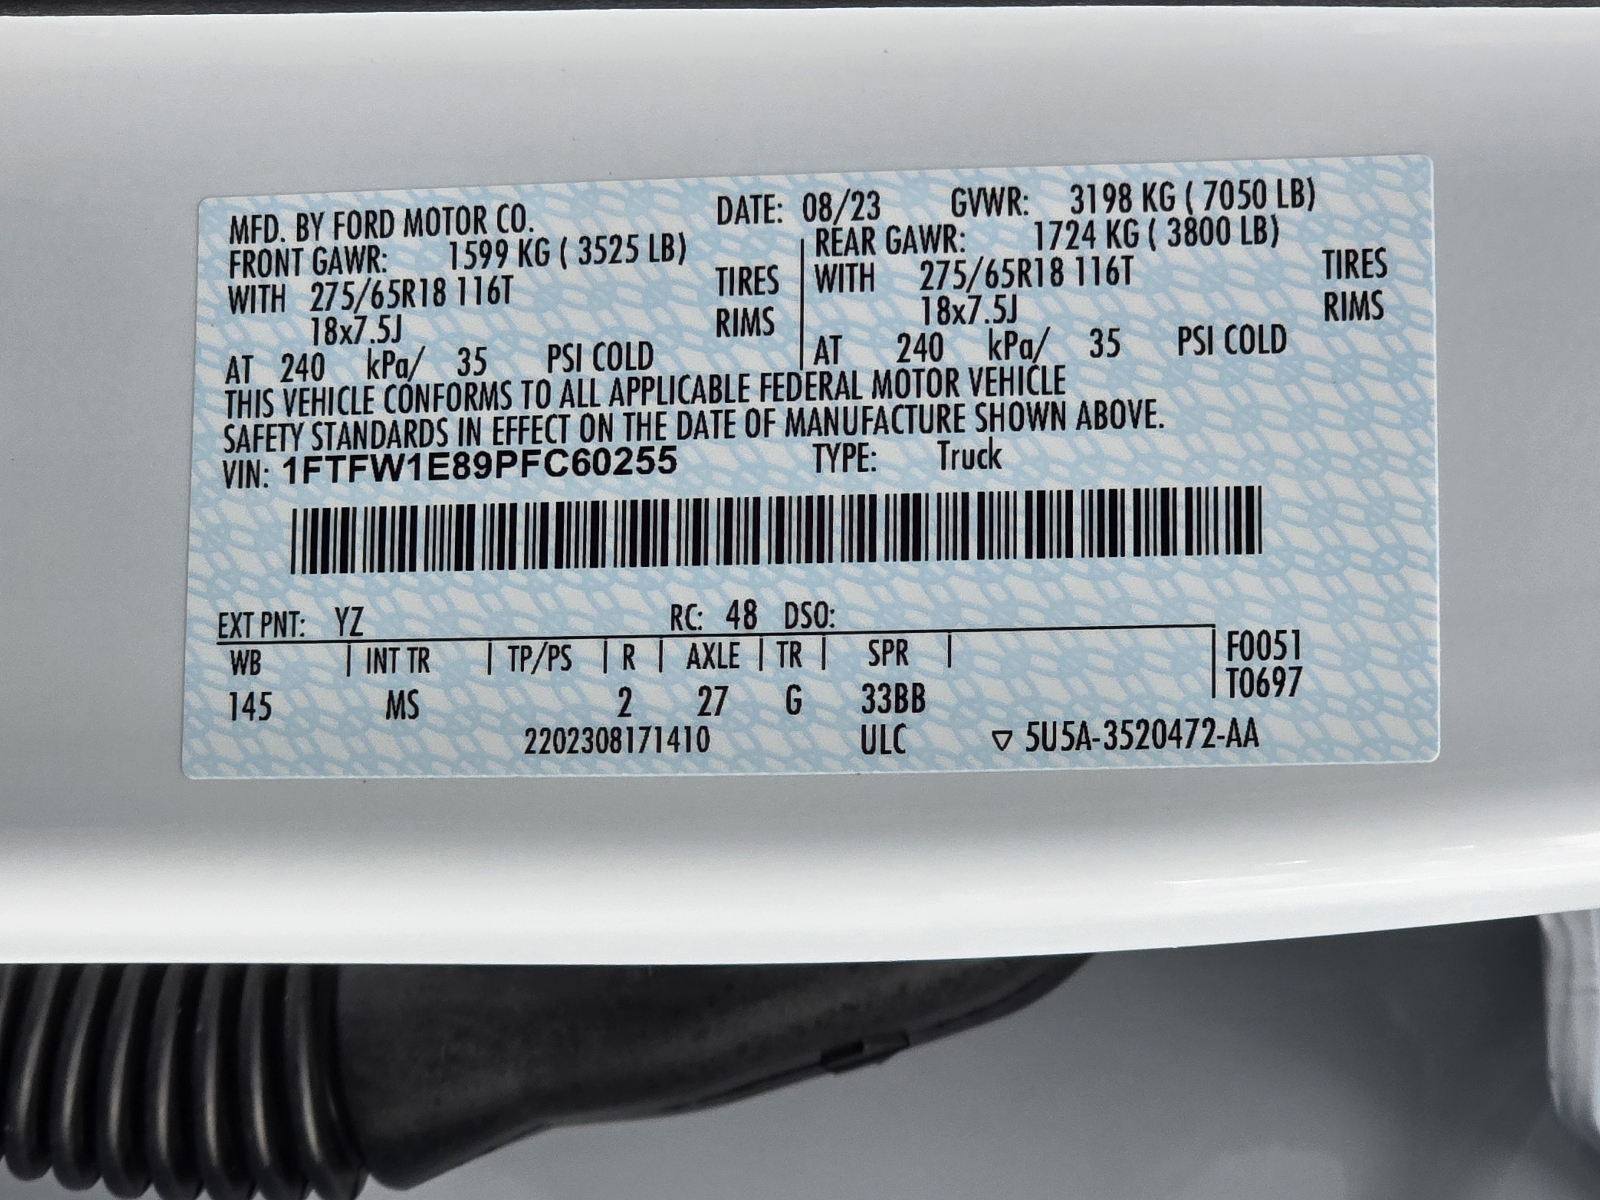 MFD. BY FORD MOTOR CO. DATE: 08/23 GVWR: 3198 KG ( 7050 LB)
FRONT GAWR: 1599 KG ( 3525 LB) REAR GAWR: 1724 KG ( 3800 LB)
WITH 275/65R18 116T TIRES WITH 275/65R18 116T TIRES
18x7.5J RIMS 18x7.5J RIMS
AT 240 kPa/ 35 PSI COLD AT 240 kPa/ 35 PSI COLD
THIS VEHICLE CONFORMS TO ALL APPLICABLE FEDERAL MOTOR VEHICLE
SAFETY STANDARDS IN EFFECT ON THE DATE OF MANUFACTURE SHOWN ABOVE.
VIN: 1FTFW1E89PFC60255 TYPE: Truck
EXT PNT: YZ RC: 48 DSO:
WB INT TR TP/PS R AXLE TR SPR F0051
145 MS 2 27 G 33BB T0697
2202308171410 ULC ▽ 5U5A-3520472-AA